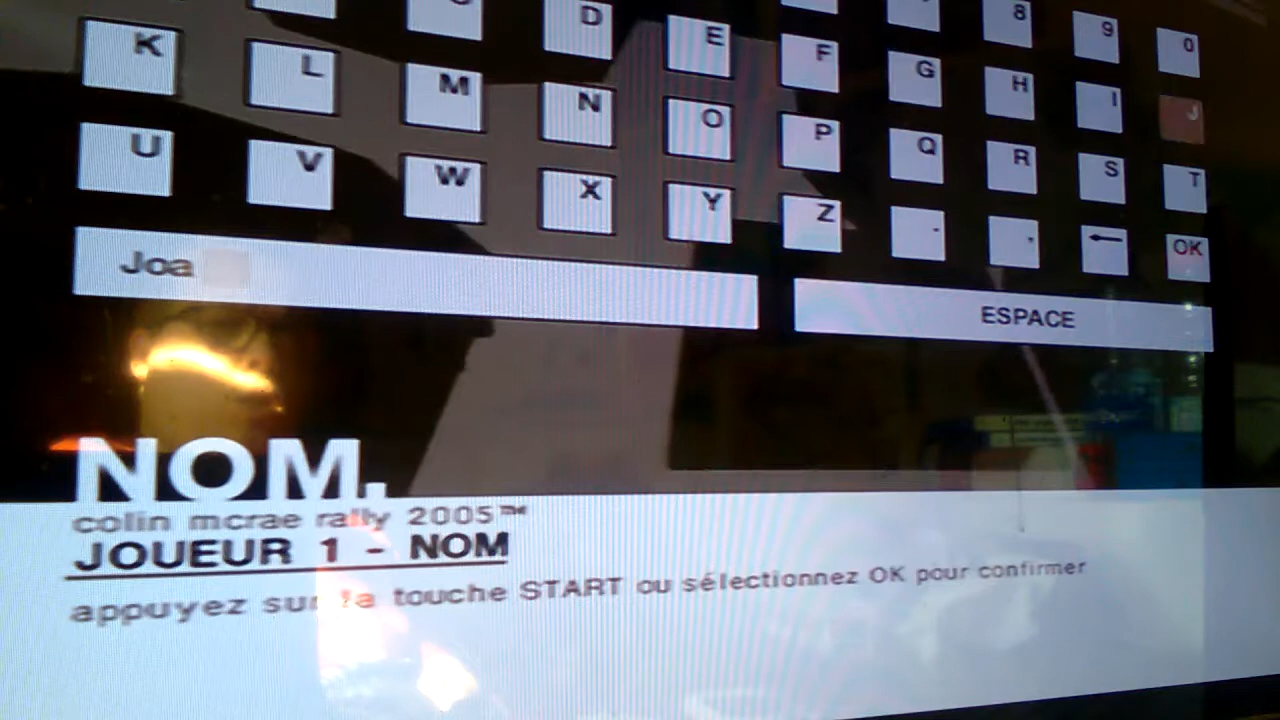 D E 8 9 0
K L M N O P G H I J
U V W X Y F Q R S T
Z . , ← OK
Joa
ESPACE
NOM.
colin mcrae rally 2005™
JOUEUR 1 - NOM
appuyez sur la touche START ou sélectionnez OK pour confirmer